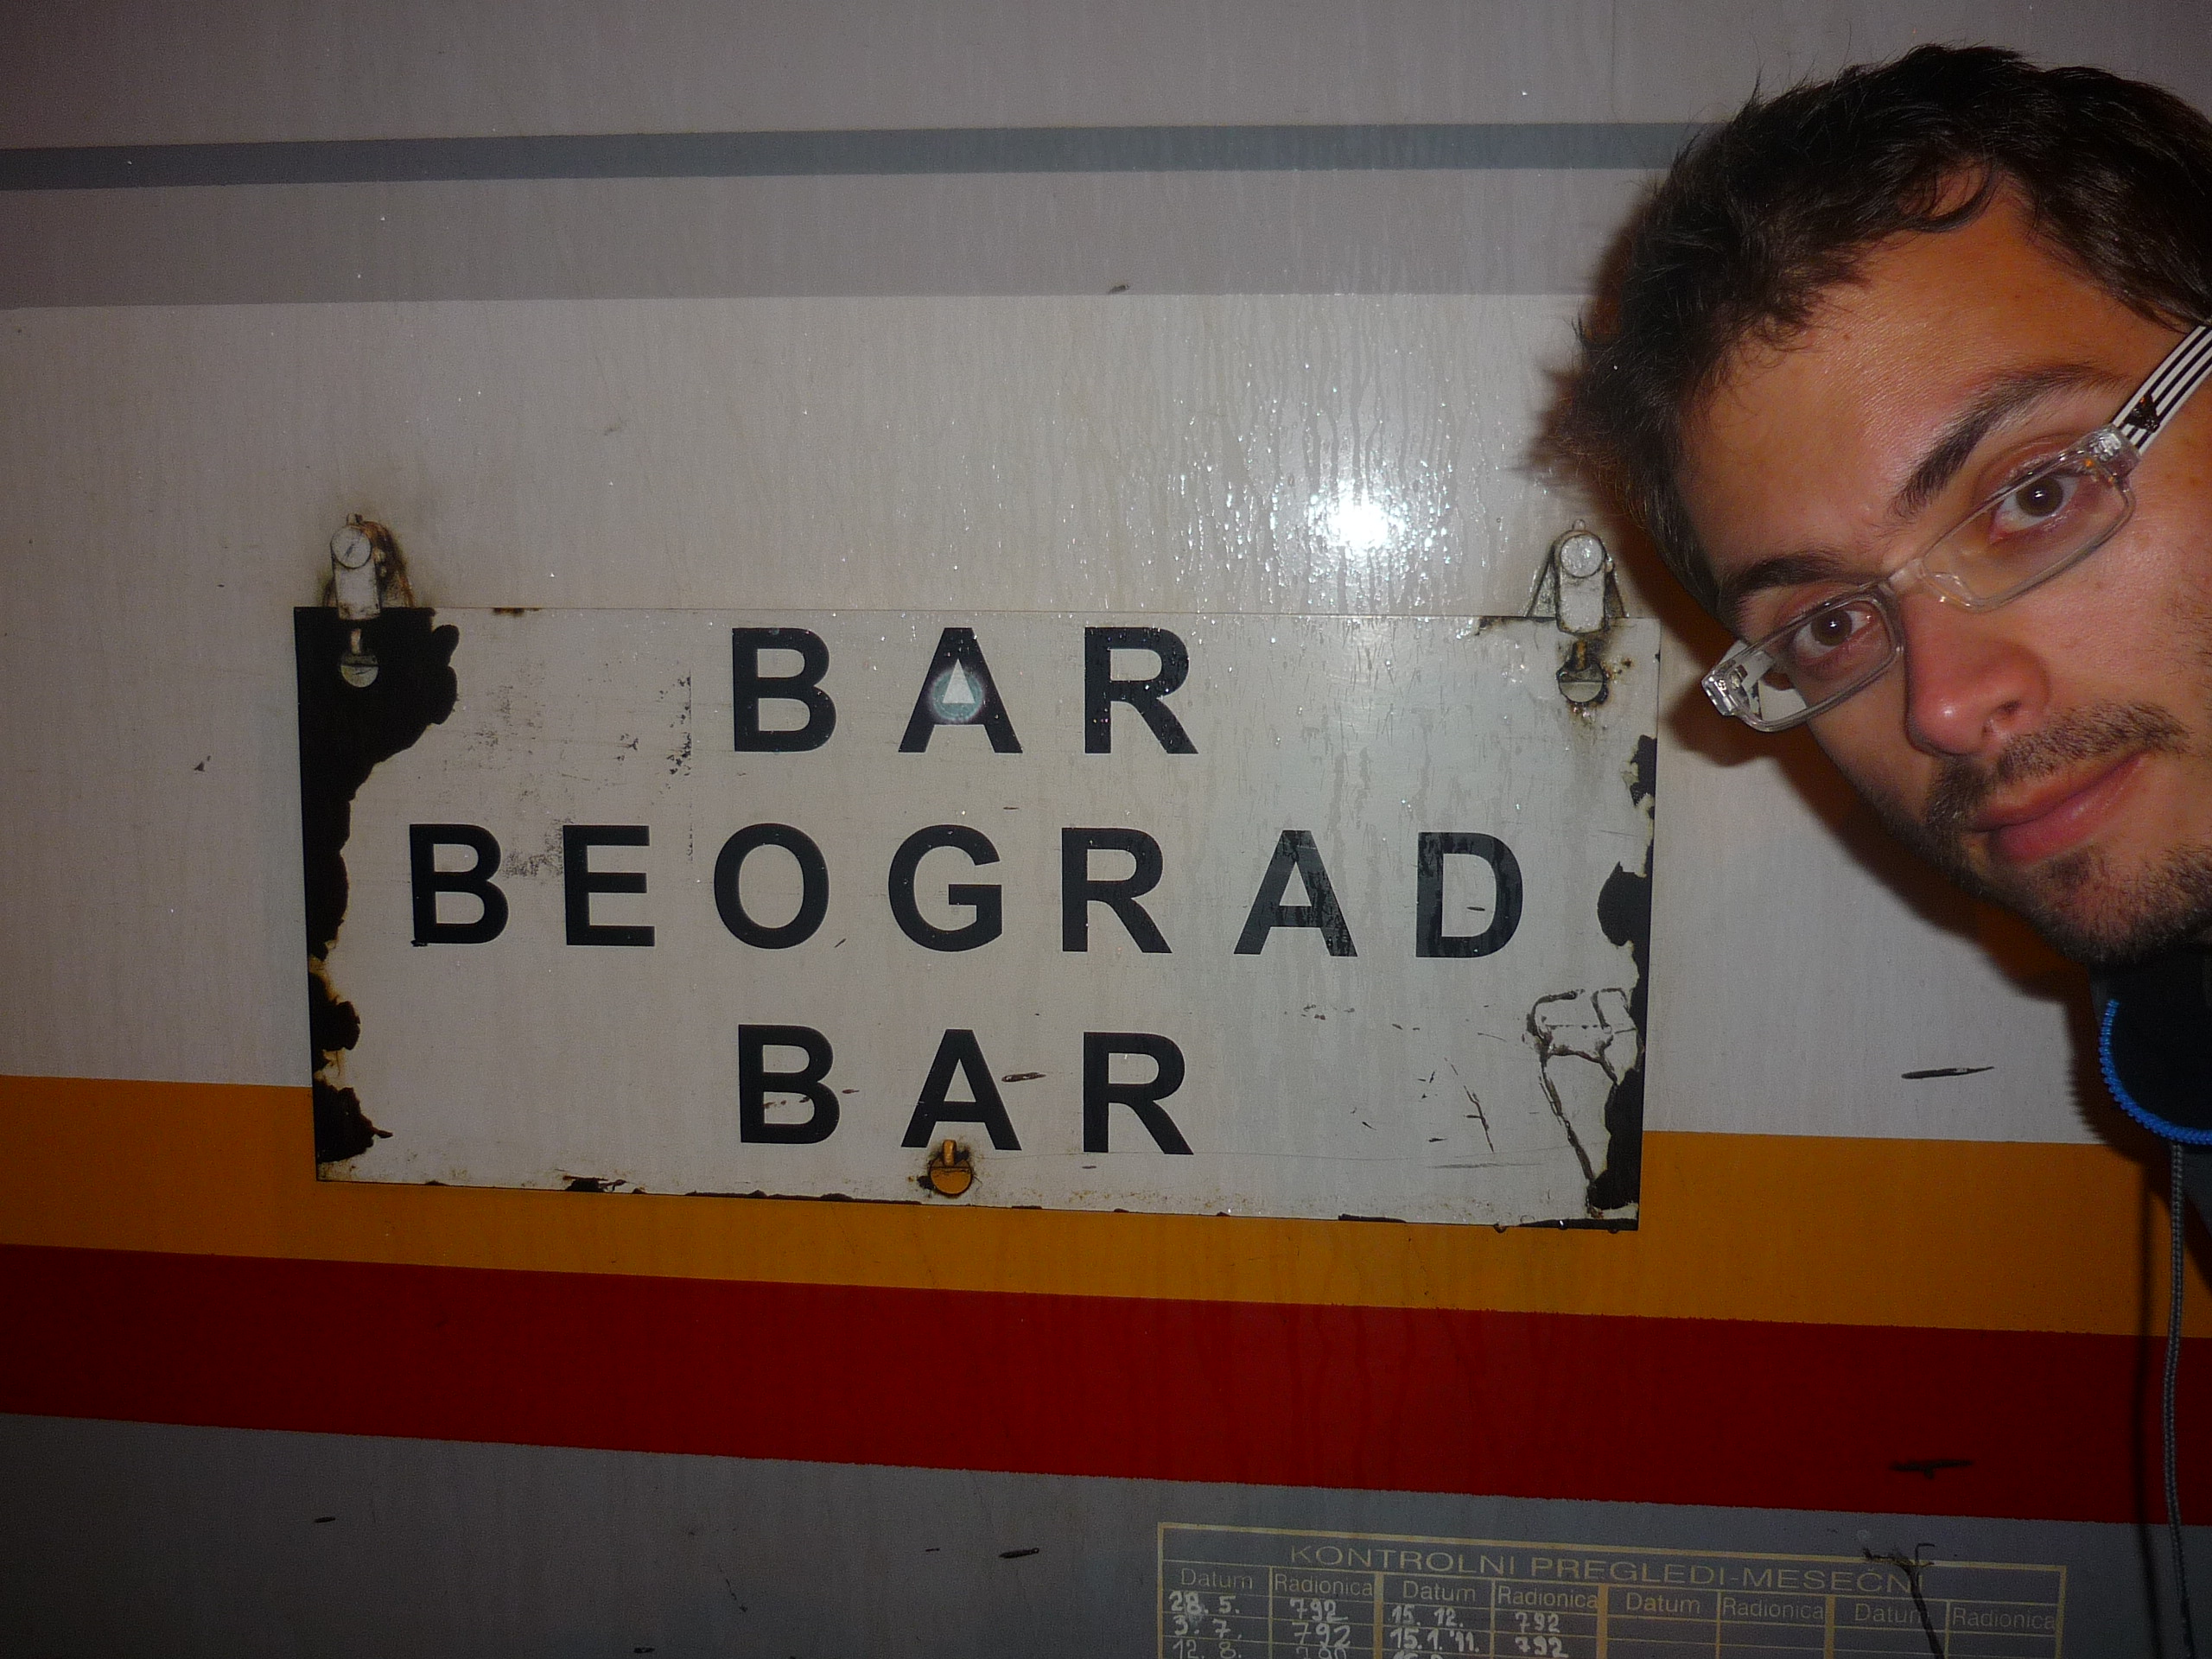 BAR
BEOGRAD
BAR
KONTROLNI PREGLEDI-MESEČNI
Datum Radionica Datum Radionica Datum Radionica Datum Radionica
28. 5. 792 15. 12. 792
3. 7. 792 15.1.'11. 792
12. 8.